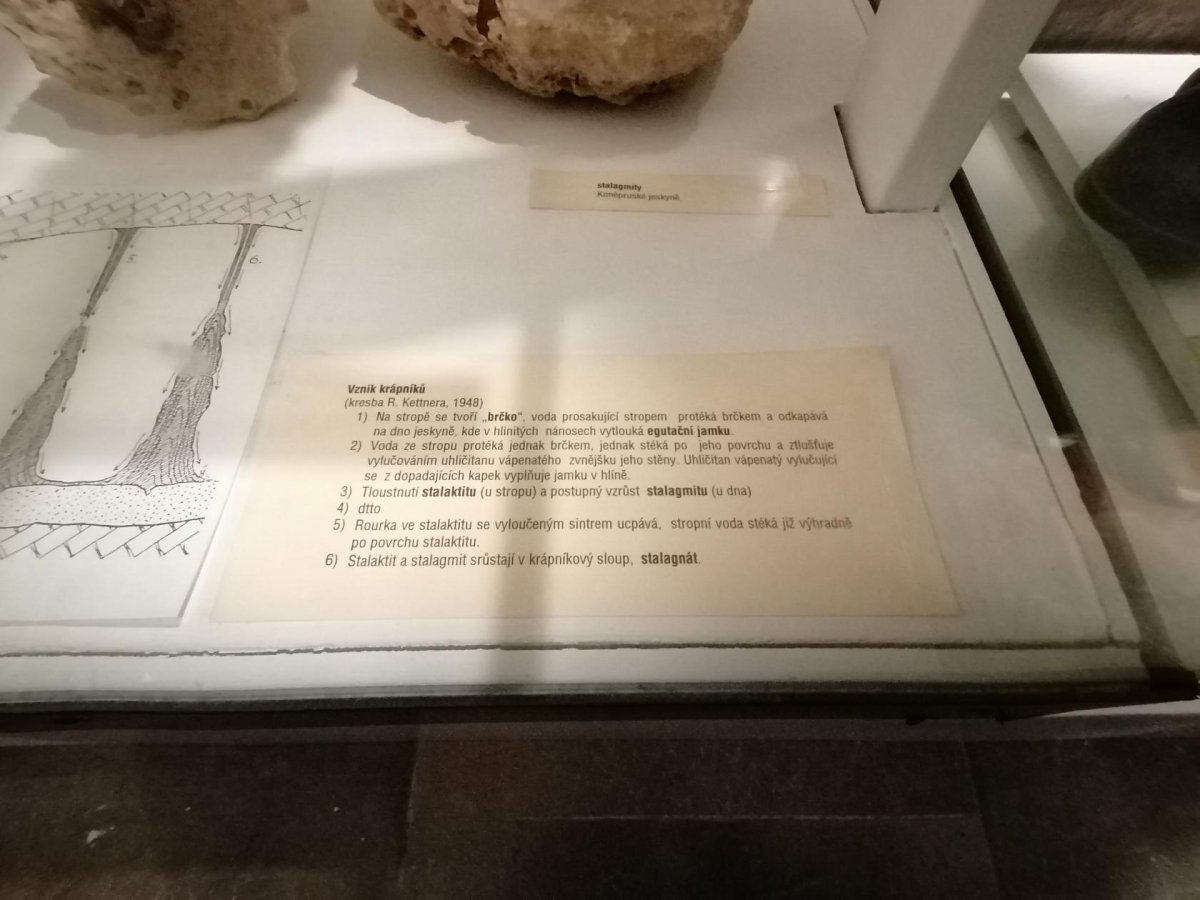 stalagmity
Koněpruské jeskyně
5.
6.
Vznik krápníků
(kresba R. Kettnera, 1948)
1) Na stropě se tvoří „brčko“, voda prosakující stropem protéká brčkem a odkapává
na dno jeskyně, kde v hlinitých nánosech vytlouká egutační jamku.
2) Voda ze stropu protéká jednak brčkem, jednak stéká po jeho povrchu a ztlušťuje
vylučováním uhličitanu vápenatého zvnějšku jeho stěny. Uhličitan vápenatý vylučující
se z dopadajících kapek vyplňuje jamku v hlíně.
3) Tloustnutí stalaktitu (u stropu) a postupný vzrůst stalagmitu (u dna)
4) dtto
5) Rourka ve stalaktitu se vyloučeným sintrem ucpává, stropní voda stéká již výhradně
po povrchu stalaktitu.
6) Stalaktit a stalagmit srůstají v krápníkový sloup, stalagnát.